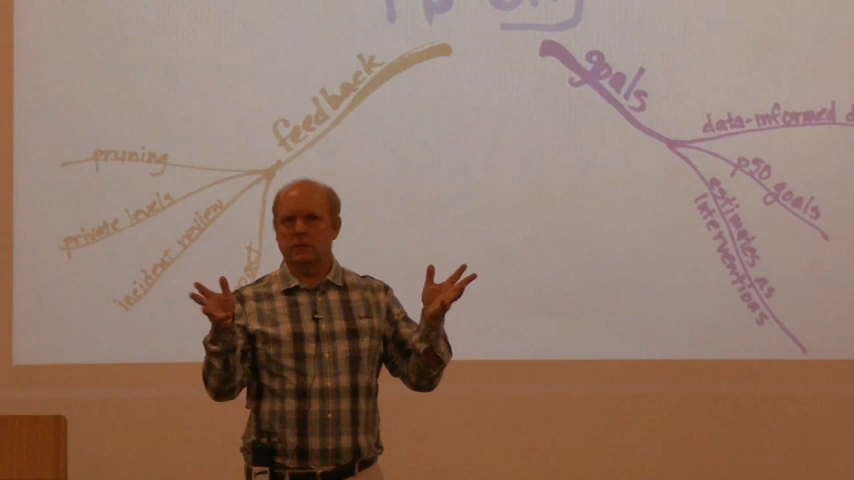 feedback
pruning
private levels
incident review
goals
data-informed
p50 goals
estimates as
interventions